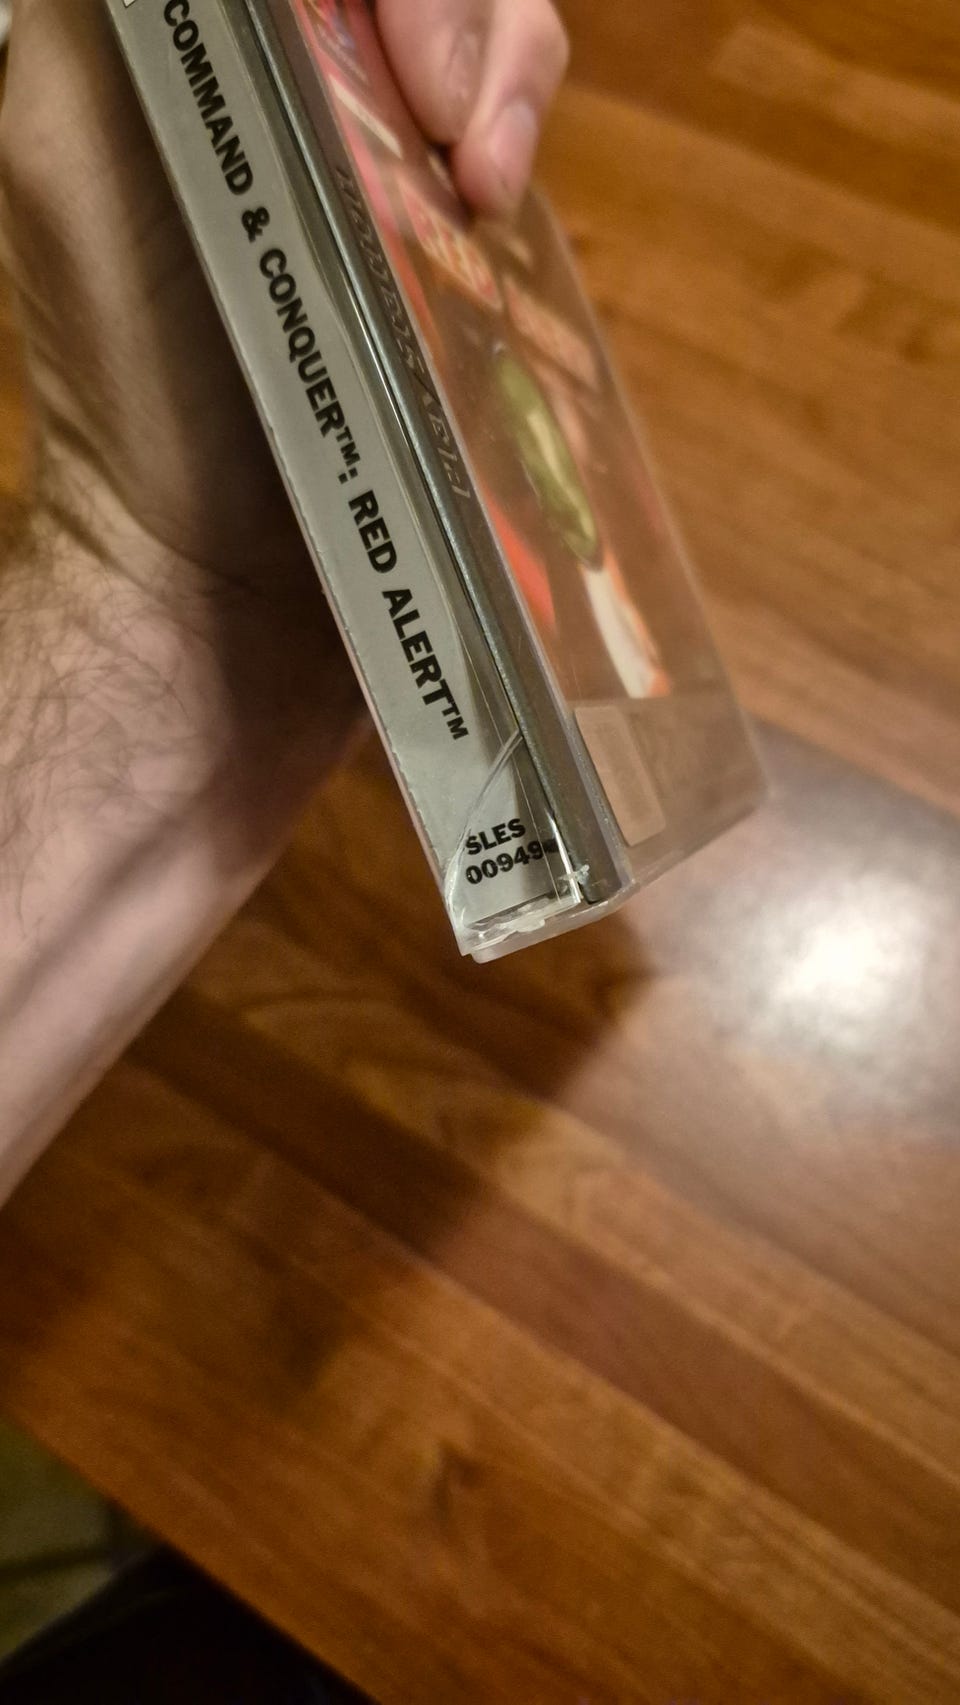 COMMAND & CONQUER™: RED ALERT™
SLES
00949